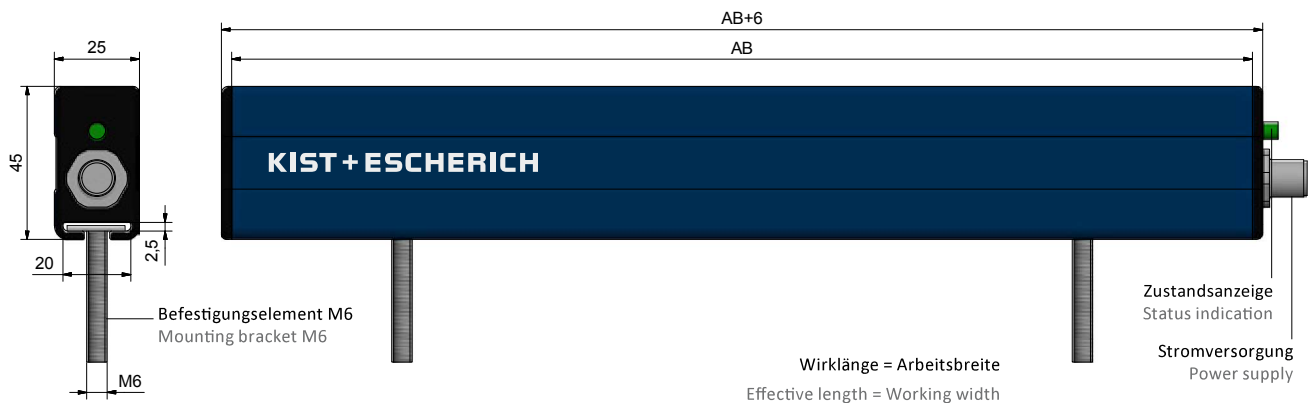 AB+6
25
AB
45
KIST+ESCHERICH
2,5
20
Befestigungselement M6
Mounting bracket M6
M6
Zustandsanzeige
Status indication
Stromversorgung
Power supply
Wirklänge = Arbeitsbreite
Effective length = Working width